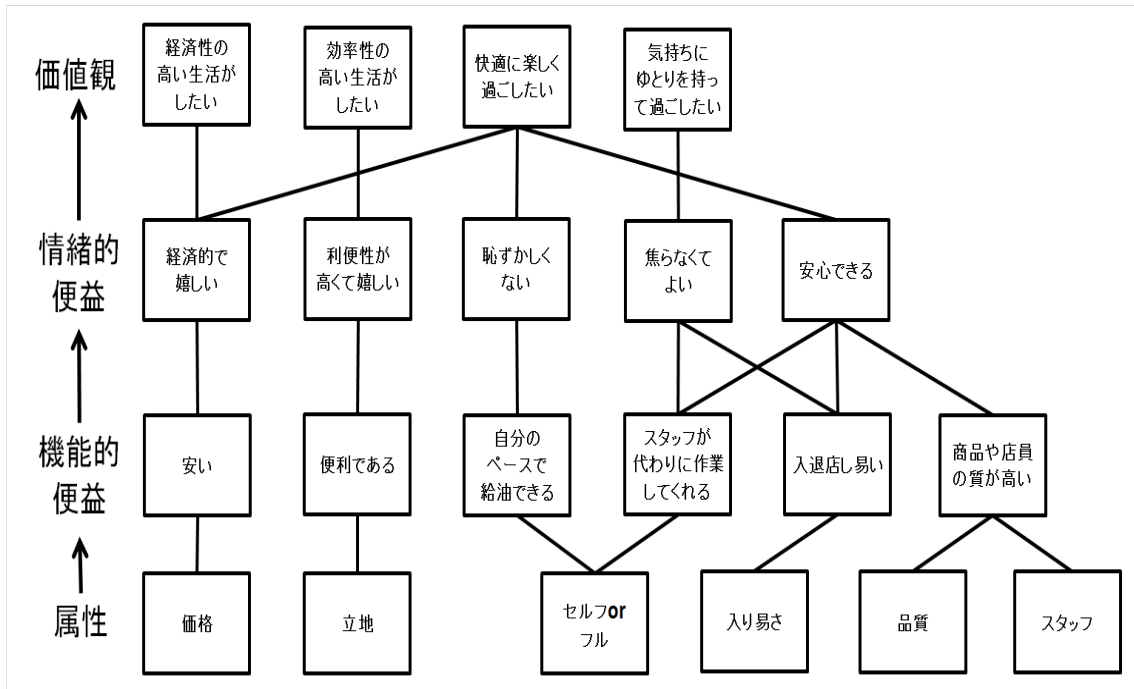 価値観
経済性の
高い生活が
したい
効率性の
高い生活が
したい
快適に楽しく
過ごしたい
気持ちに
ゆとりを持っ
て過ごしたい
情緒的
便益
経済的で
嬉しい
利便性が
高くて嬉しい
恥ずかしく
ない
焦らなくて
よい
安心できる
機能的
便益
安い
便利である
自分の
ペースで
給油できる
スタッフが
代わりに作業
してくれる
入退店し易い
商品や店員
の質が高い
属性
価格
立地
セルフor
フル
入り易さ
品質
スタッフ